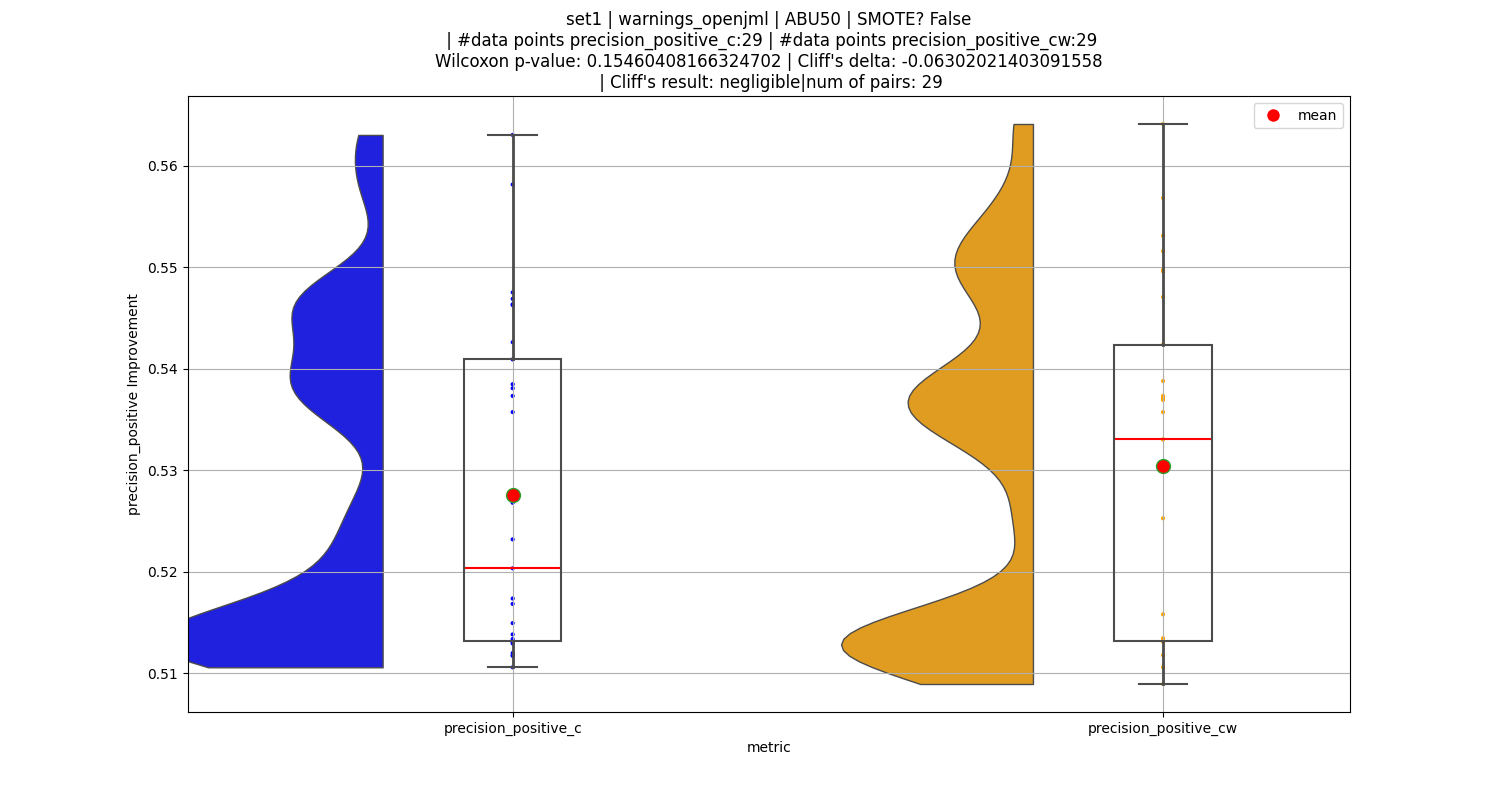 set1 | warnings_openjml | ABU50 | SMOTE? False
| #data points precision_positive_c:29 | #data points precision_positive_cw:29
Wilcoxon p-value: 0.15460408166324702 | Cliff's delta: -0.06302021403091558
| Cliff's result: negligible|num of pairs: 29
mean
0.56
0.55
0.54
0.53
0.52
0.51
precision_positive Improvement
precision_positive_c
precision_positive_cw
metric